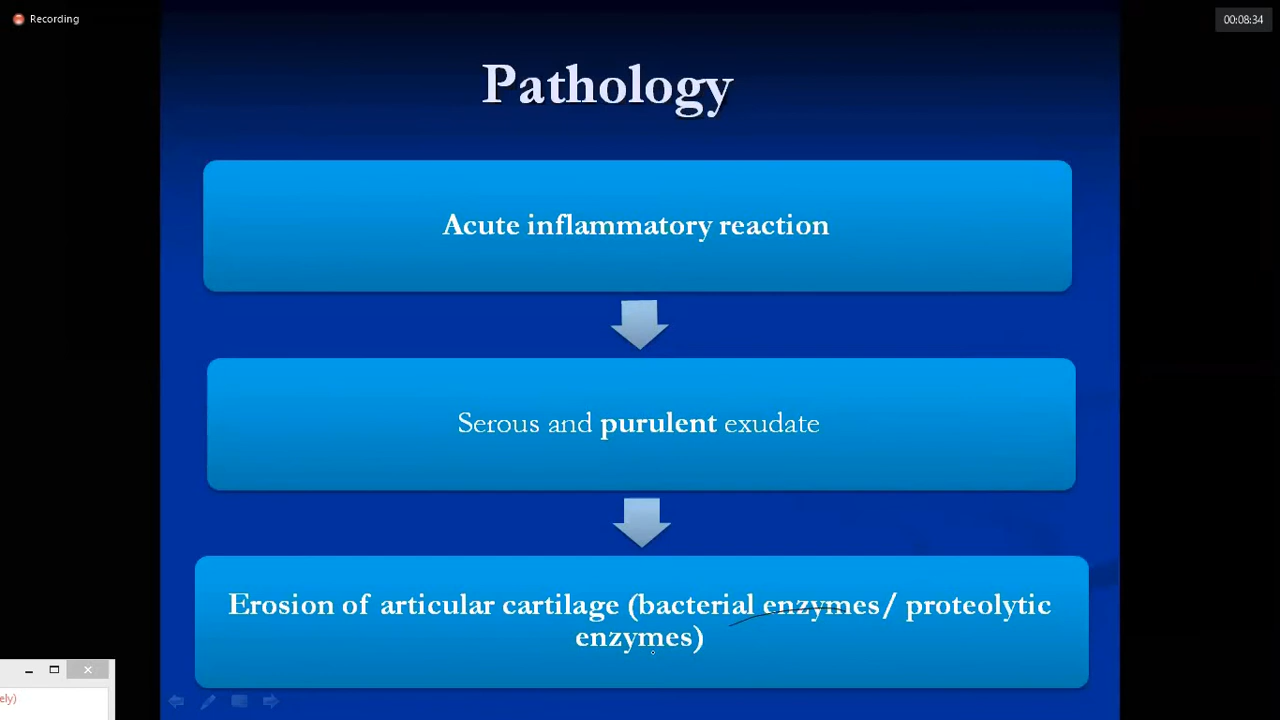 Recording
00:08:34
Pathology
Acute inflammatory reaction
Serous and purulent exudate
Erosion of articular cartilage (bacterial enzymes/ proteolytic
enzymes)
ely)